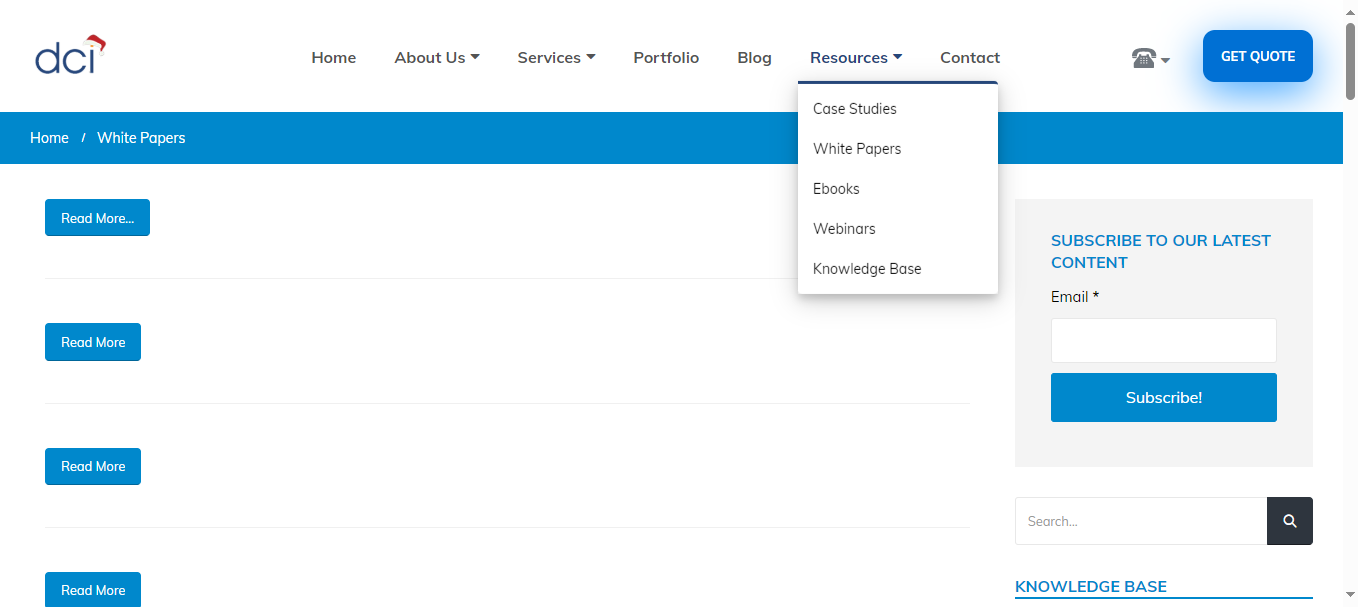 dci
Home
About Us
Services
Portfolio
Blog
Resources
Contact
GET QUOTE
Case Studies
White Papers
Ebooks
Webinars
Knowledge Base
Home / White Papers
Read More...
Read More
Read More
Read More
SUBSCRIBE TO OUR LATEST
CONTENT
Email *
Subscribe!
Search...
KNOWLEDGE BASE